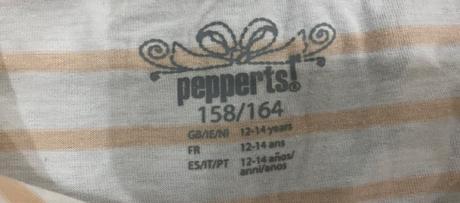 pepperts!®
158/164
GB/IE/NI 12-14 years
FR 12-14 ans
ES/IT/PT 12-14 años/
anni/anos